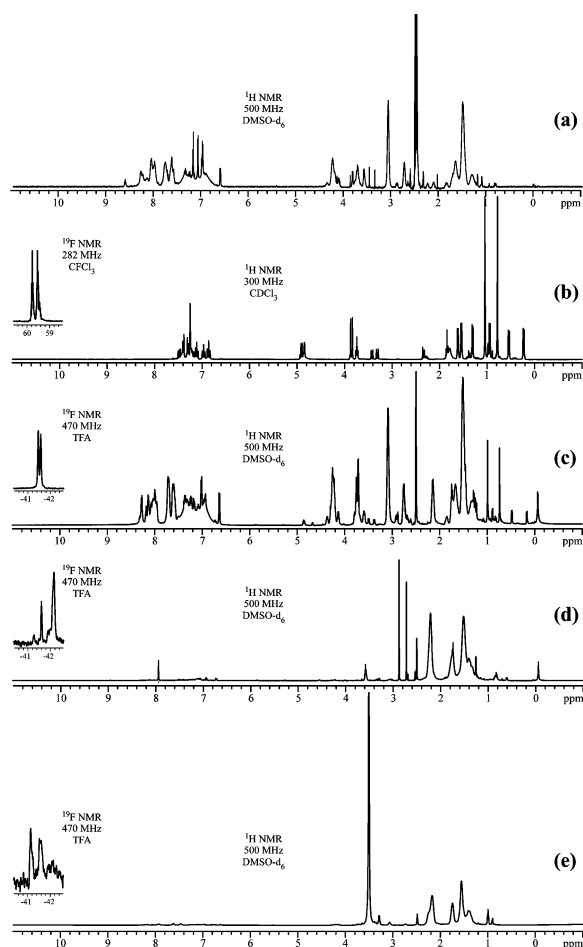 ¹H NMR
500 MHz
DMSO-d₆
(a)
10 9 8 7 6 5 4 3 2 1 0 ppm
¹⁹F NMR
282 MHz
CFCl₃
60 59
¹H NMR
300 MHz
CDCl₃
(b)
10 9 8 7 6 5 4 3 2 1 0 ppm
¹⁹F NMR
470 MHz
TFA
-41 -42
¹H NMR
500 MHz
DMSO-d₆
(c)
10 9 8 7 6 5 4 3 2 1 0 ppm
¹⁹F NMR
470 MHz
TFA
-41 -42
¹H NMR
500 MHz
DMSO-d₆
(d)
10 9 8 7 6 5 4 3 2 1 0 ppm
¹⁹F NMR
470 MHz
TFA
-41 -42
¹H NMR
500 MHz
DMSO-d₆
(e)
10 9 8 7 6 5 4 3 2 1 0 ppm